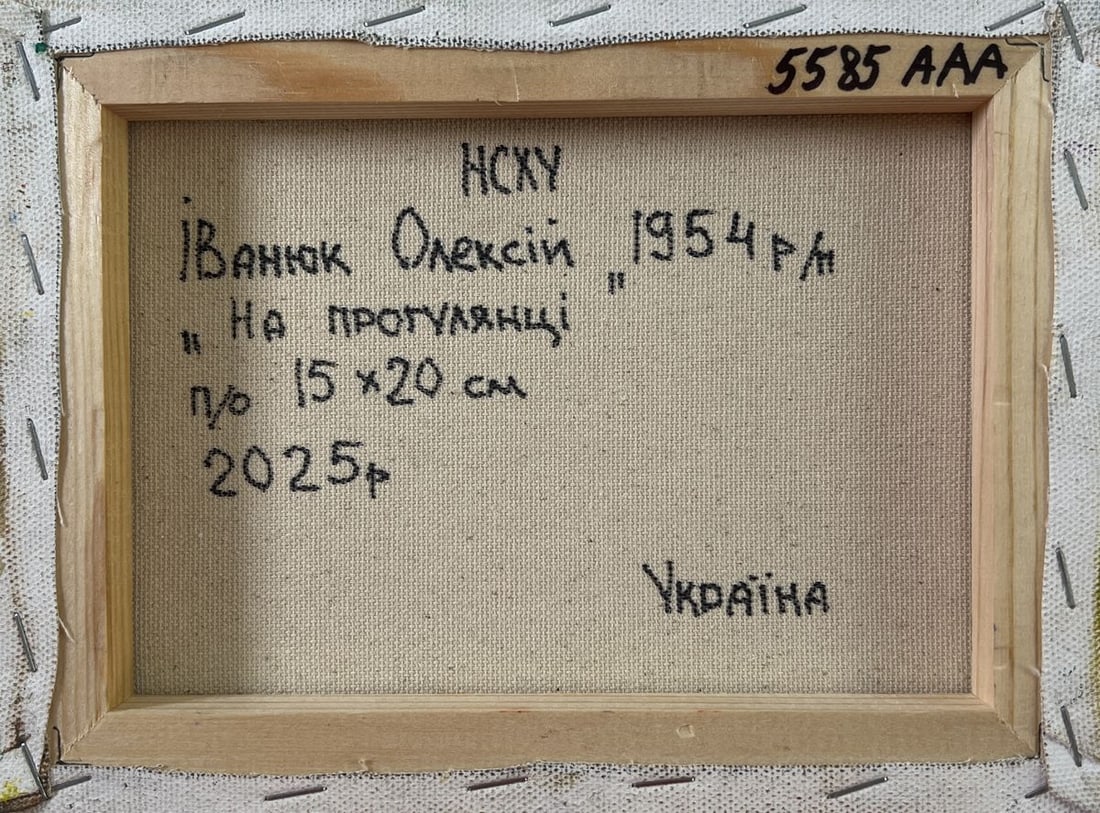 5585 AAA
НСХУ
Іванюк Олексій 1954 р/н
„ На прогулянці "
п/о 15 x 20 см
2025р
Україна